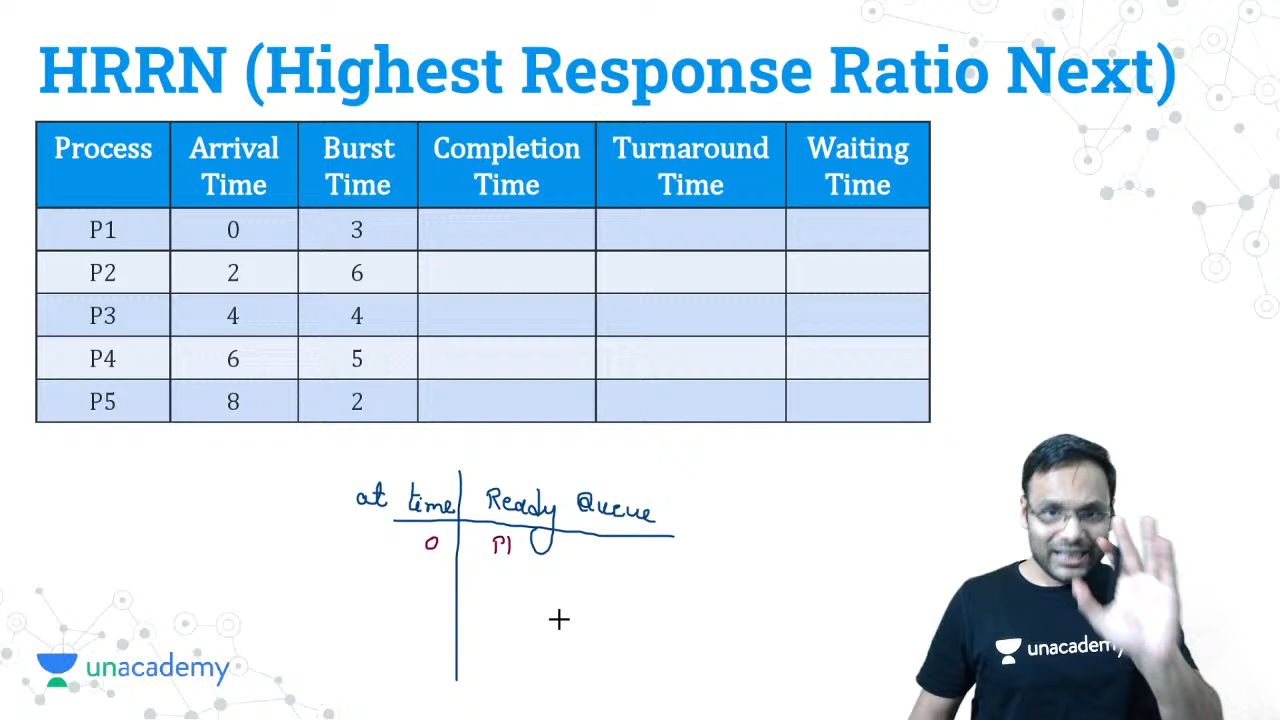 HRRN (Highest Response Ratio Next)
Process Arrival Time Burst Time Completion Time Turnaround Time Waiting Time
P1 0 3
P2 2 6
P3 4 4
P4 6 5
P5 8 2
at time Ready Queue
0 P1
unacademy
unacademy